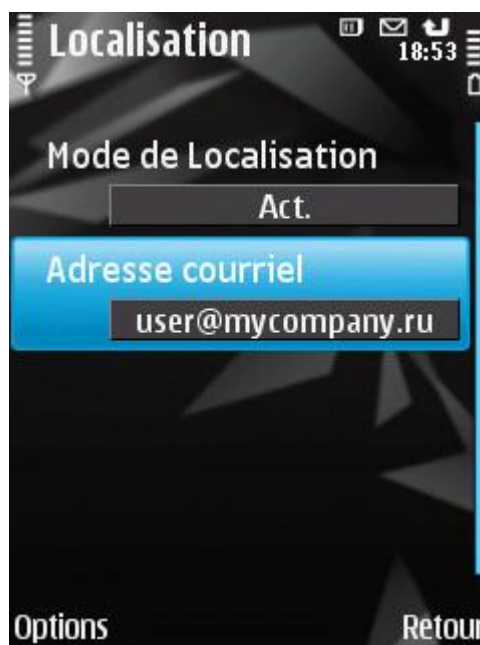 Localisation
18:53
Mode de Localisation
Act.
Adresse courriel
user@mycompany.ru
Options
Retour